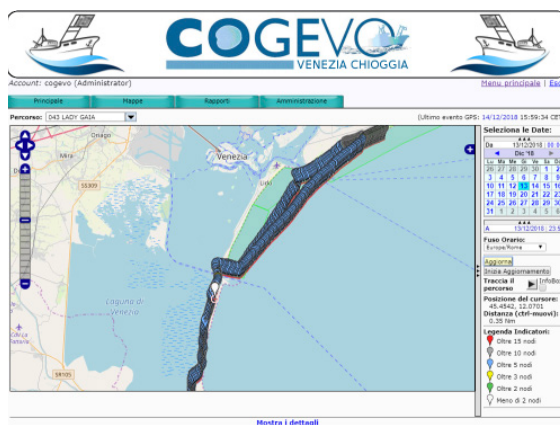 COGEVO
VENEZIA CHIOGGIA
Account: cogevo (Administrator)
Menu principale |
Principale
Mappe
Rapporti
Amministrazione
Percorso: 043 LADY GAIA
(Ultimo evento GPS: 14/12/2018 15:59:34 CET
Oriago
Mira
Venezia
Lido
SS309
Laguna di
Venezia
SR105
Seleziona le Date:
Da 13/12/2018
Dic '18
Lu Ma Me Gi Ve Sa Do
26 27 28 29 30 1 2
3 4 5 6 7 8 9
10 11 12 13 14 15 16
17 18 19 20 21 22 23
24 25 26 27 28 29 30
31 1 2 3 4 5
A 13/12/2018
Fuso Orario:
Europe/Rome
Aggiorna
Inizia Aggiornamento
Traccia il
percorso
Posizione del cursore:
45.4542, 12.0701
Distanza (ctrl-muovi):
0.35 Nm
Legenda Indicatori:
Oltre 15 nodi
Oltre 10 nodi
Oltre 5 nodi
Oltre 3 nodi
Oltre 2 nodi
Meno di 2 nodi
Mostra i dettagli